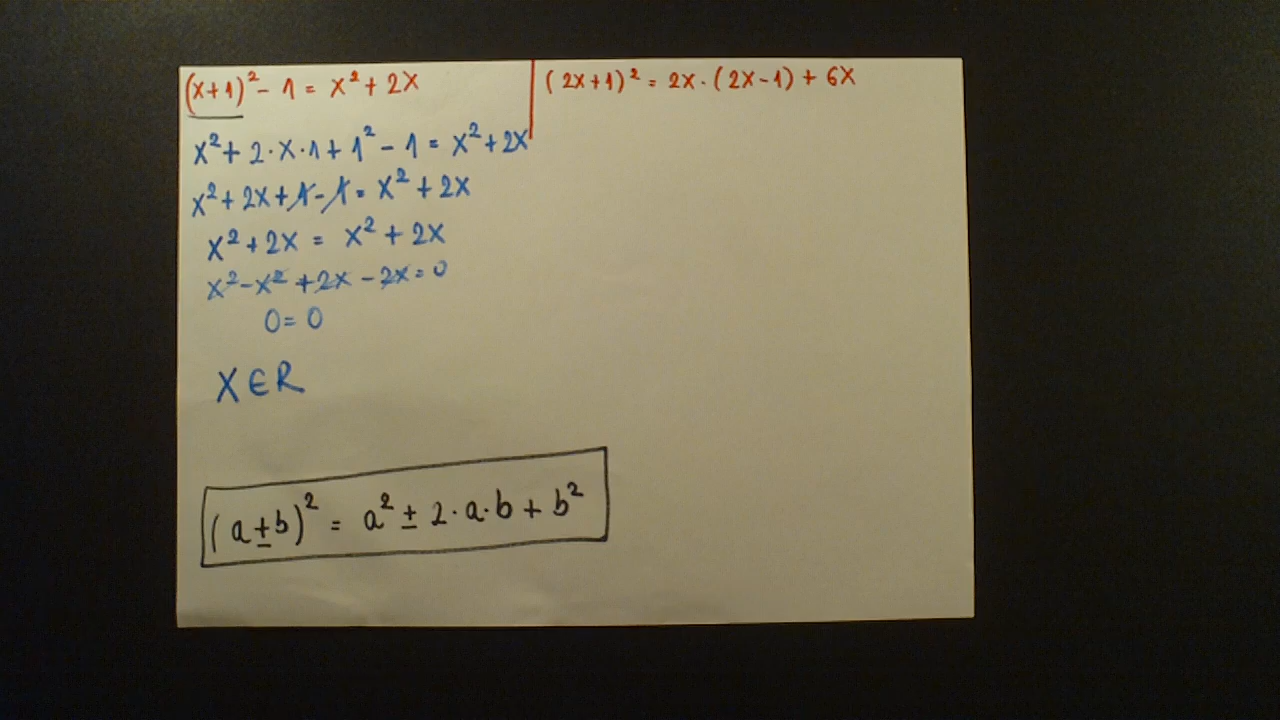 (x+1)² - 1 = x² + 2x
x² + 2·x·1 + 1² - 1 = x² + 2x
x² + 2x + 1 - 1 = x² + 2x
x² + 2x = x² + 2x
x² - x² + 2x - 2x = 0
0 = 0
x ∈ R
(2x+1)² = 2x·(2x-1) + 6x
(a±b)² = a² ± 2·a·b + b²